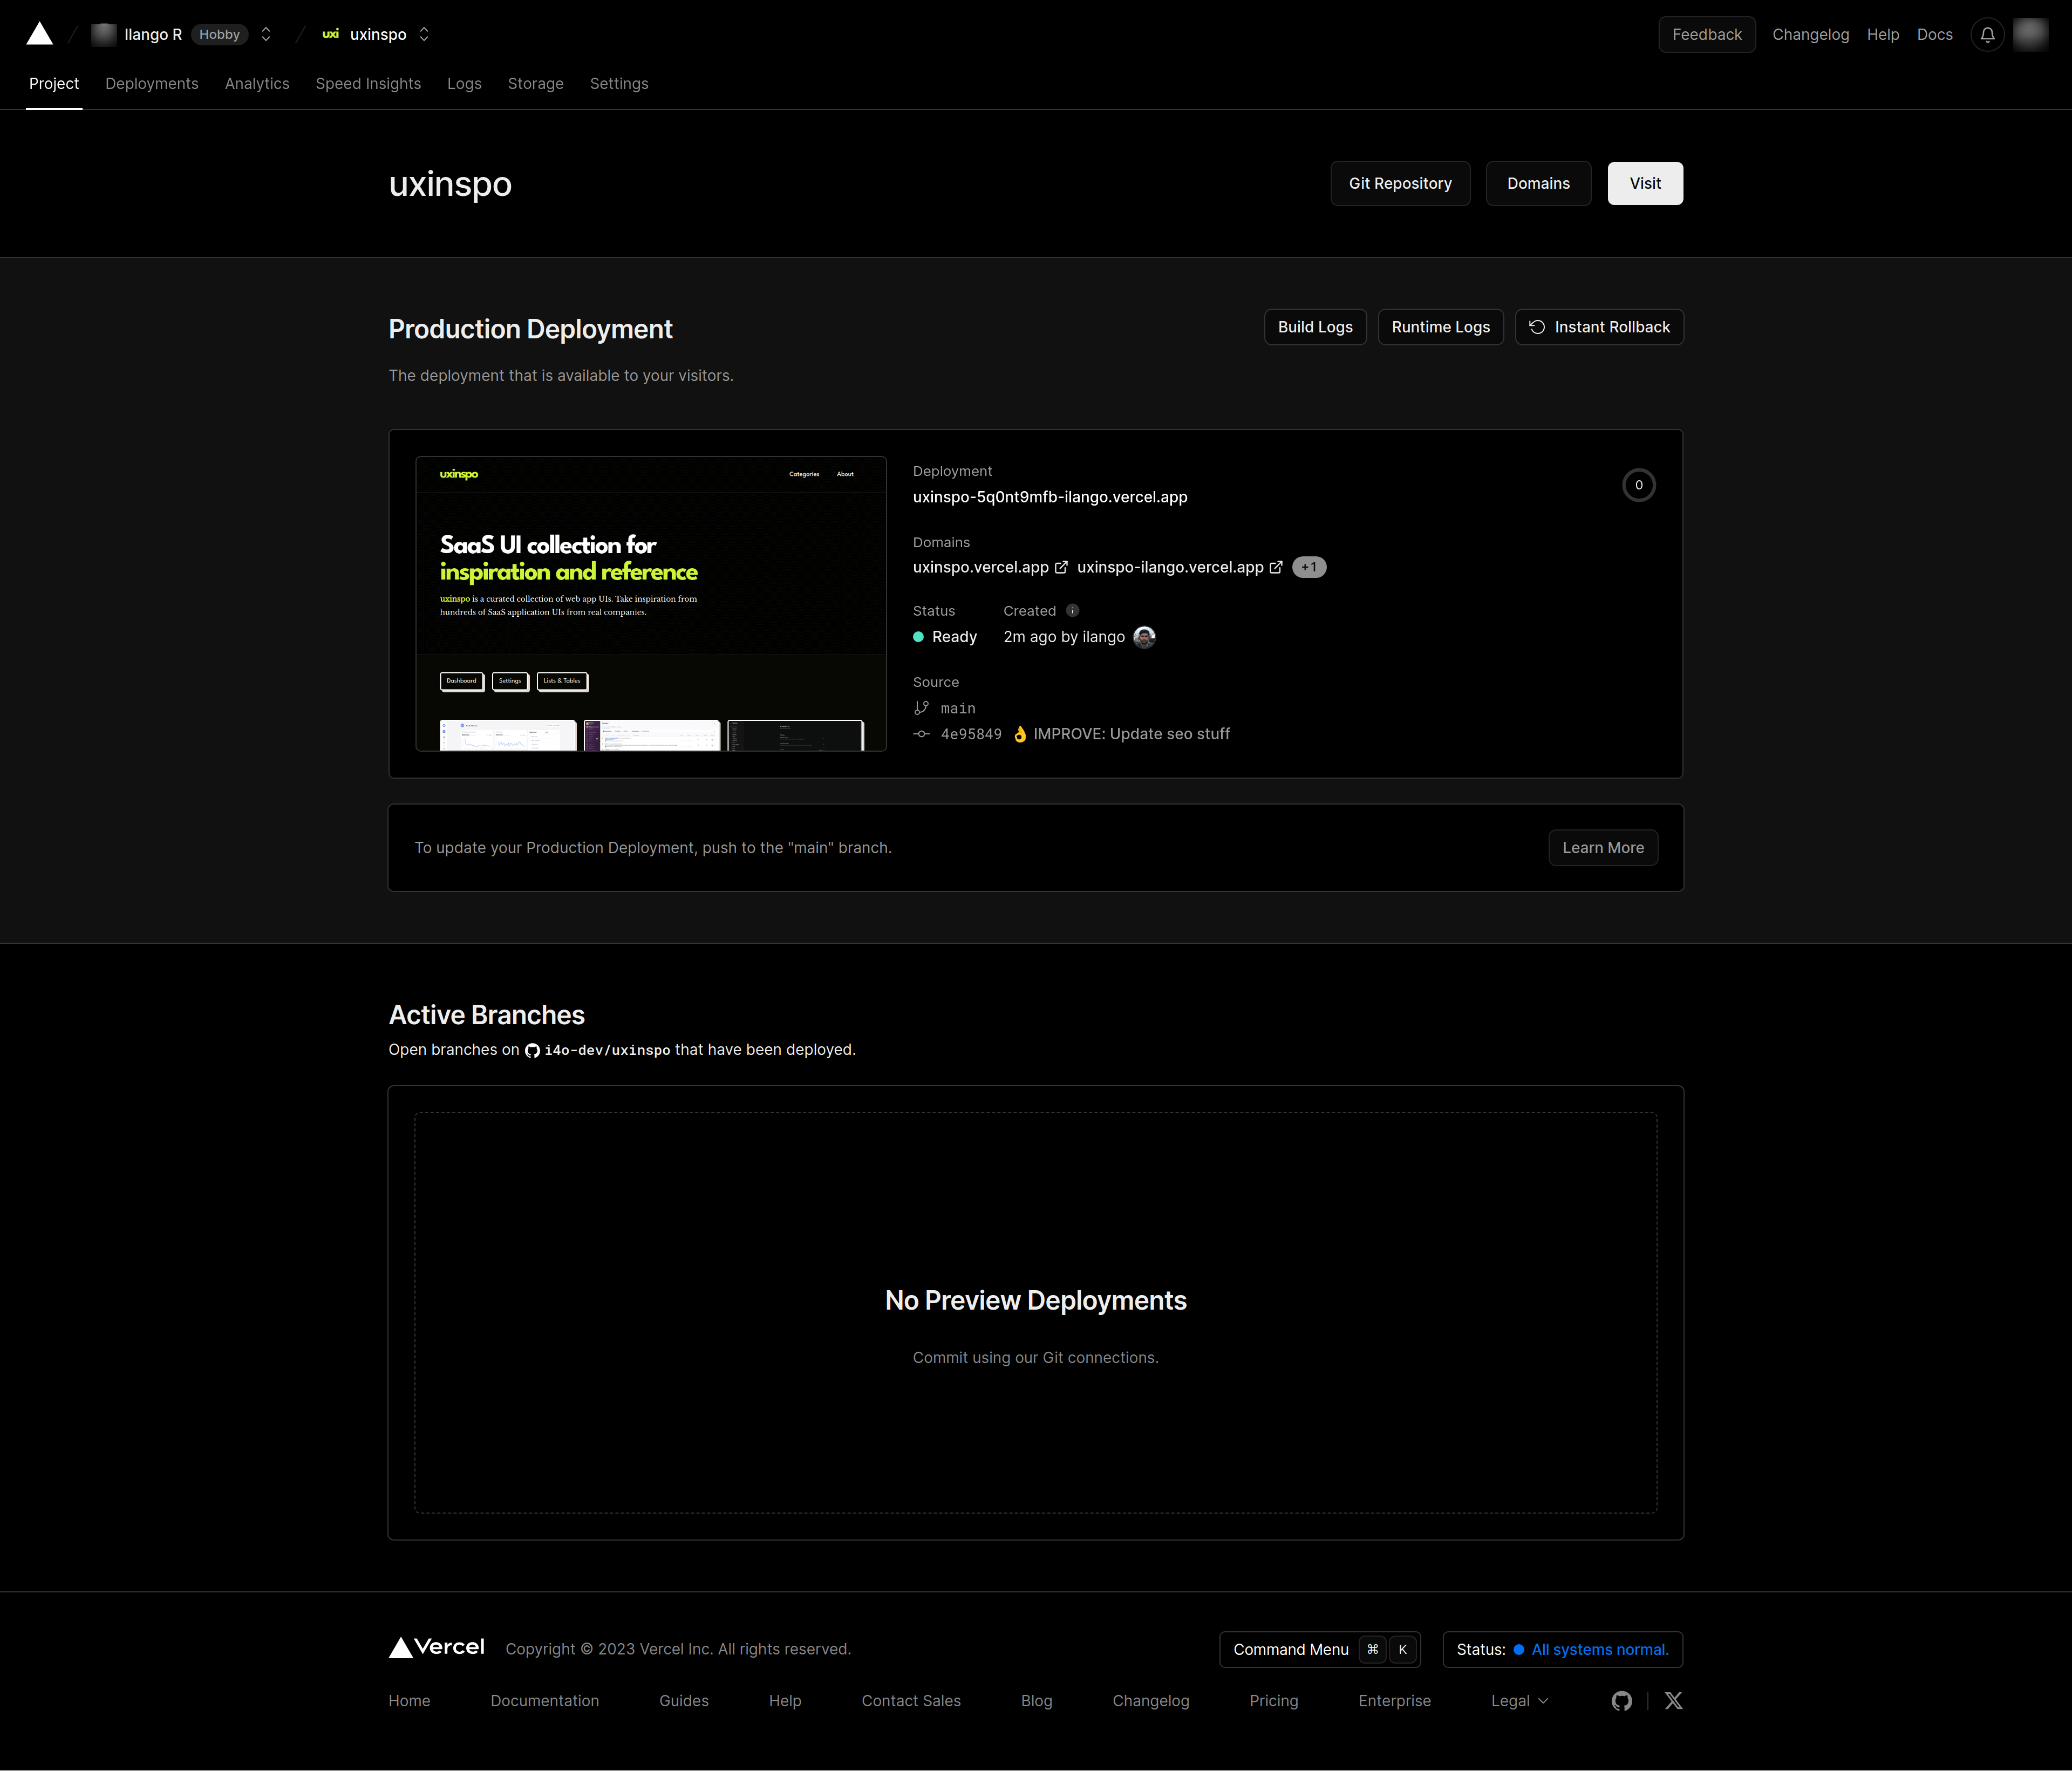 Ilango R Hobby uxi uxinspo Feedback Changelog Help Docs
Project Deployments Analytics Speed Insights Logs Storage Settings
uxinspo Git Repository Domains Visit
Production Deployment Build Logs Runtime Logs Instant Rollback
The deployment that is available to your visitors.
uxinspo Categories About
SaaS UI collection for
inspiration and reference
uxinspo is a curated collection of web app UIs. Take inspiration from
hundreds of SaaS application UIs from real companies.
Dashboard Settings Lists & Tables
Deployment
uxinspo-5q0nt9mfb-ilango.vercel.app
0
Domains
uxinspo.vercel.app uxinspo-ilango.vercel.app +1
Status Created
Ready 2m ago by ilango
Source
main
4e95849 👌 IMPROVE: Update seo stuff
To update your Production Deployment, push to the "main" branch. Learn More
Active Branches
Open branches on i4o-dev/uxinspo that have been deployed.
No Preview Deployments
Commit using our Git connections.
Vercel Copyright © 2023 Vercel Inc. All rights reserved. Command Menu ⌘ K Status: All systems normal.
Home Documentation Guides Help Contact Sales Blog Changelog Pricing Enterprise Legal